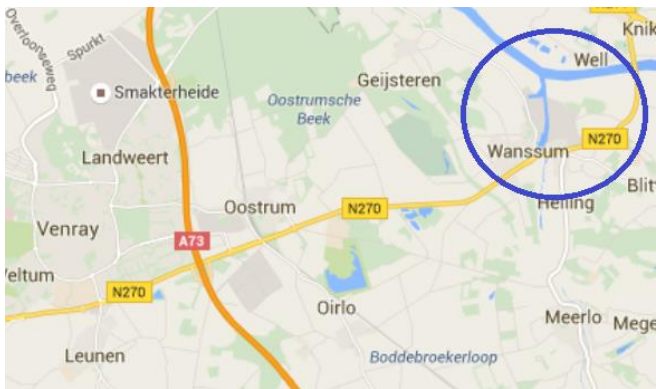 Overloonseweg
Spurkt
beek
Smakterheide
Landweert
Venray
Veltum
N270
Leunen
A73
Oostrum
N270
Oostrumsche
Beek
Geijsteren
Oirlo
Boddebroekerloop
Well
Knik
Wanssum
N270
Blit
Helling
Meerlo
Mege